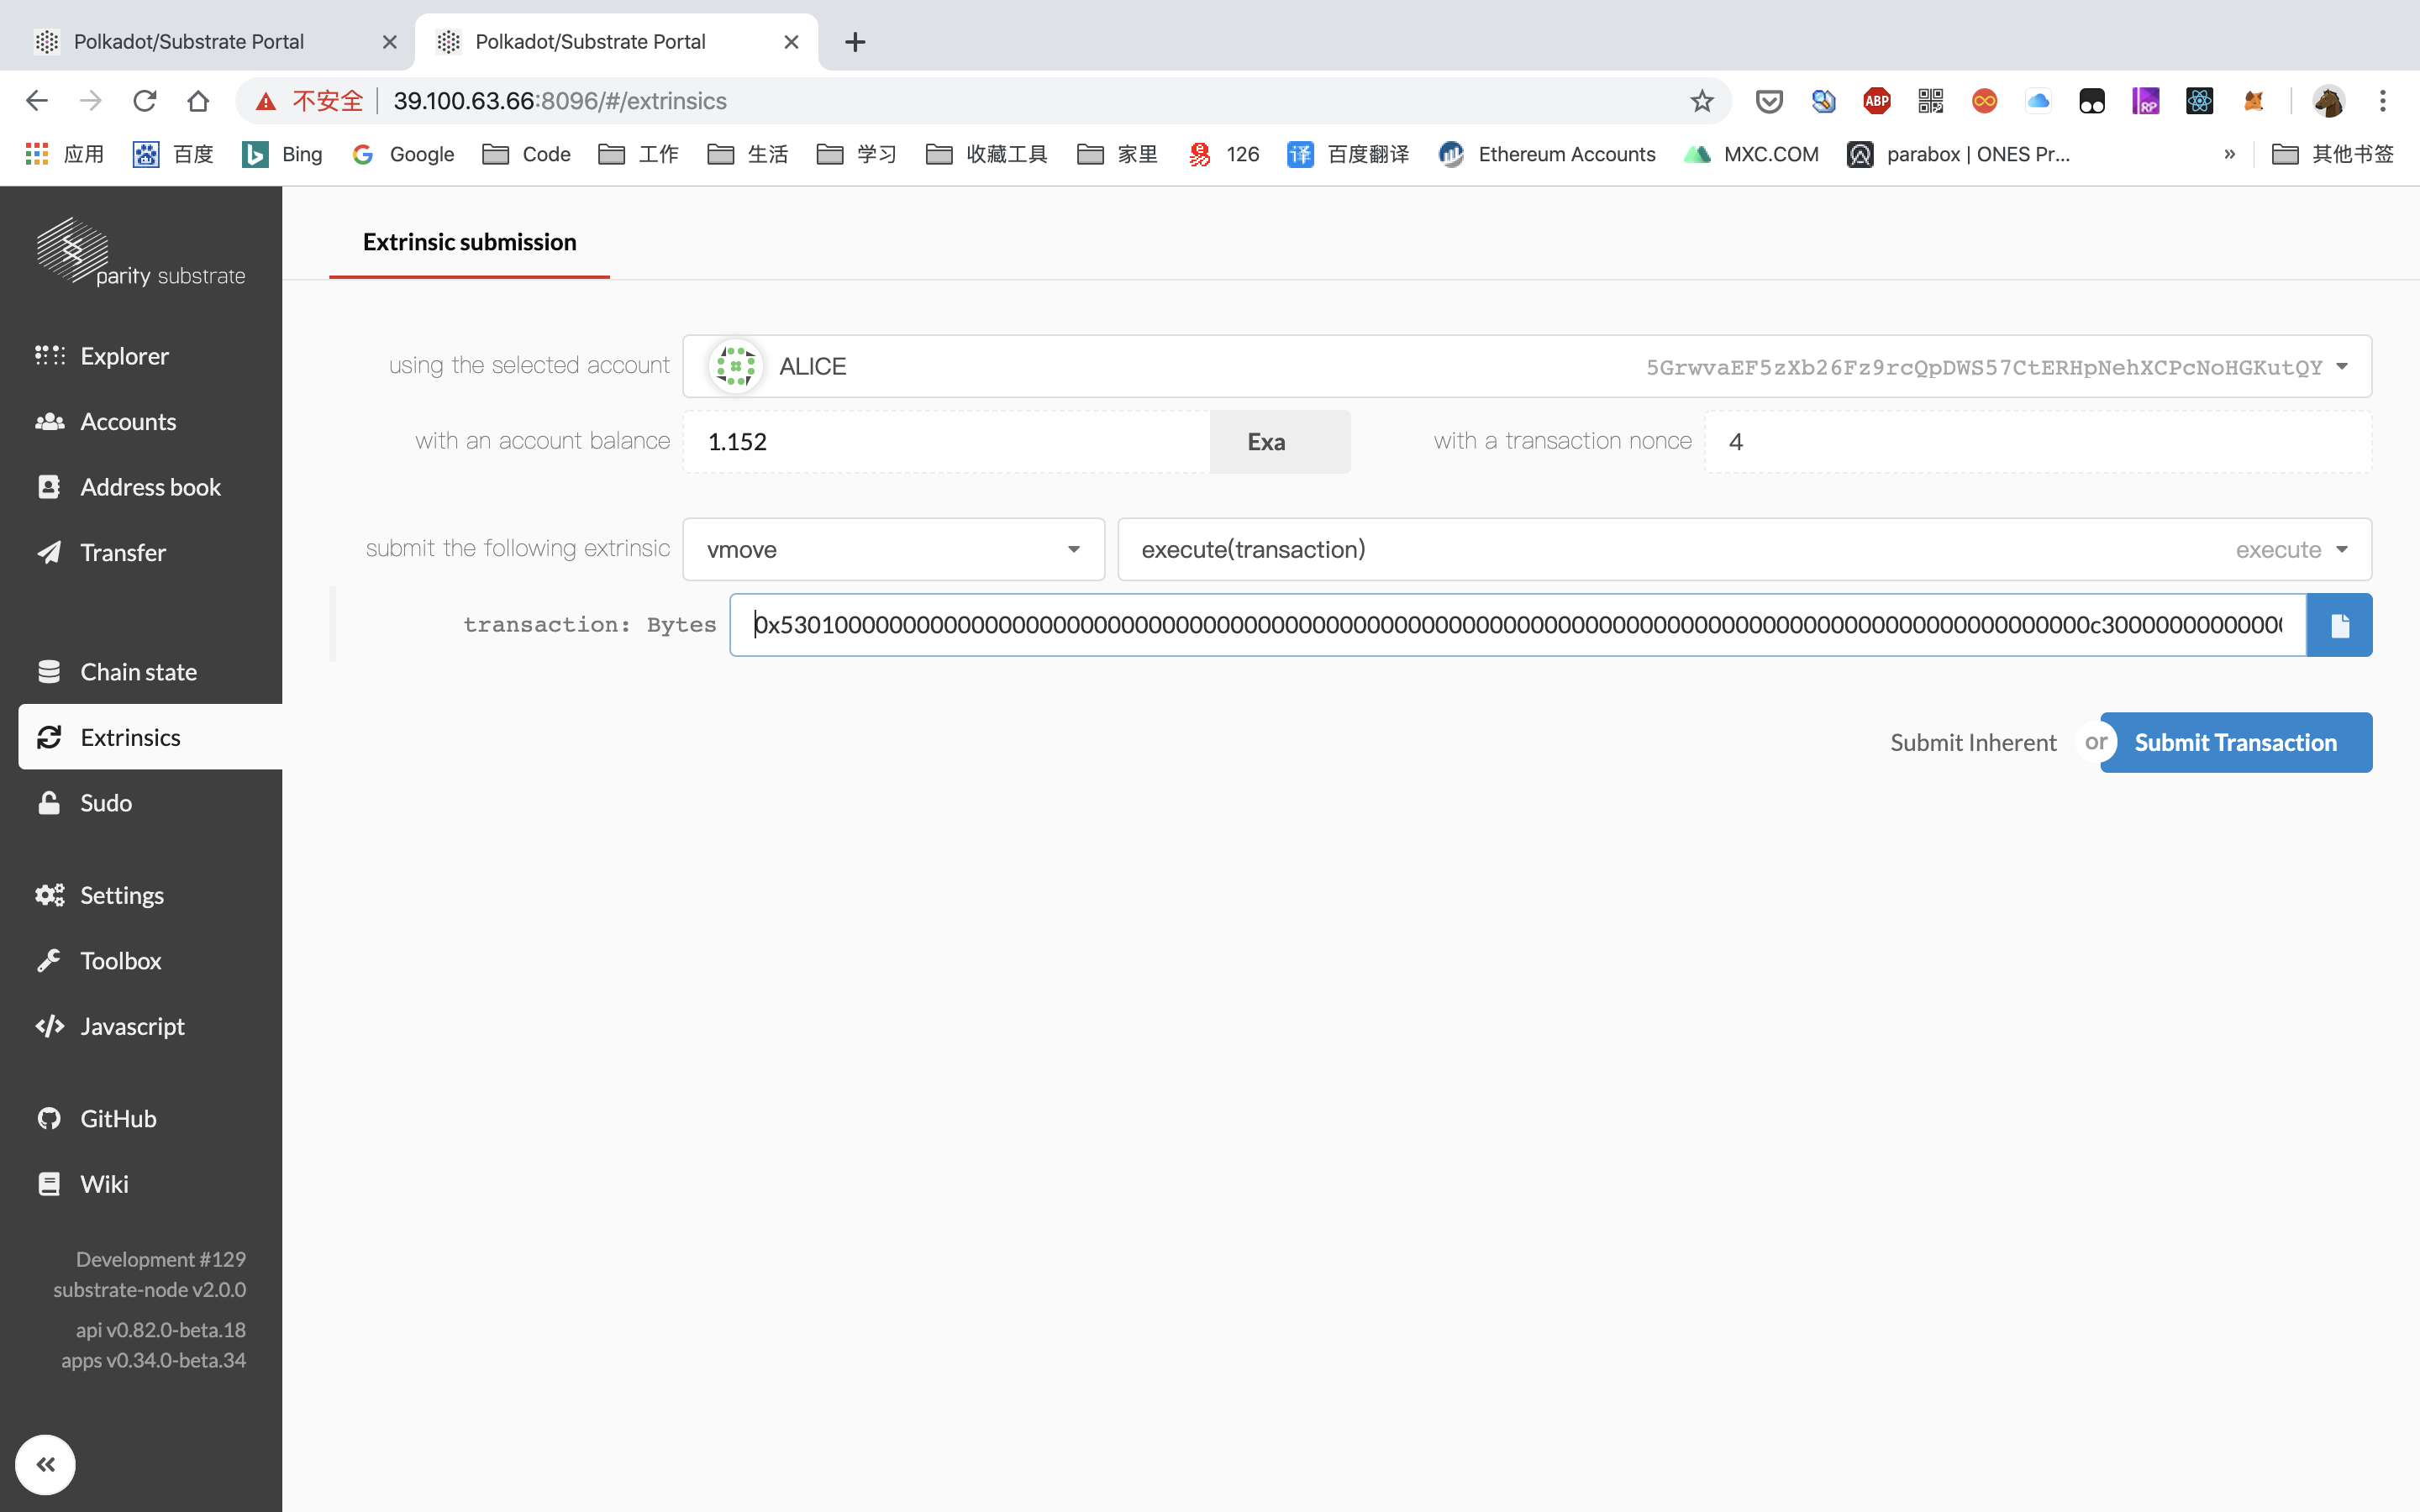 Polkadot/Substrate Portal
Polkadot/Substrate Portal
不安全 39.100.63.66:8096/#/extrinsics
ABP
RP
应用 百度 Bing Google Code 工作 生活 学习 收藏工具 家里 126 译 百度翻译 Ethereum Accounts MXC.COM parabox | ONES Pr... » 其他书签
parity substrate
Explorer
Accounts
Address book
Transfer
Chain state
Extrinsics
Sudo
Settings
Toolbox
Javascript
GitHub
Wiki
Development #129
substrate-node v2.0.0
api v0.82.0-beta.18
apps v0.34.0-beta.34
Extrinsic submission
using the selected account ALICE 5GrwvaEF5zXb26Fz9rcQpDWS57CtERHpNehXCPcNoHGKutQY
with an account balance 1.152 Exa with a transaction nonce 4
submit the following extrinsic vmove execute(transaction) execute
transaction: Bytes
Submit Inherent or Submit Transaction